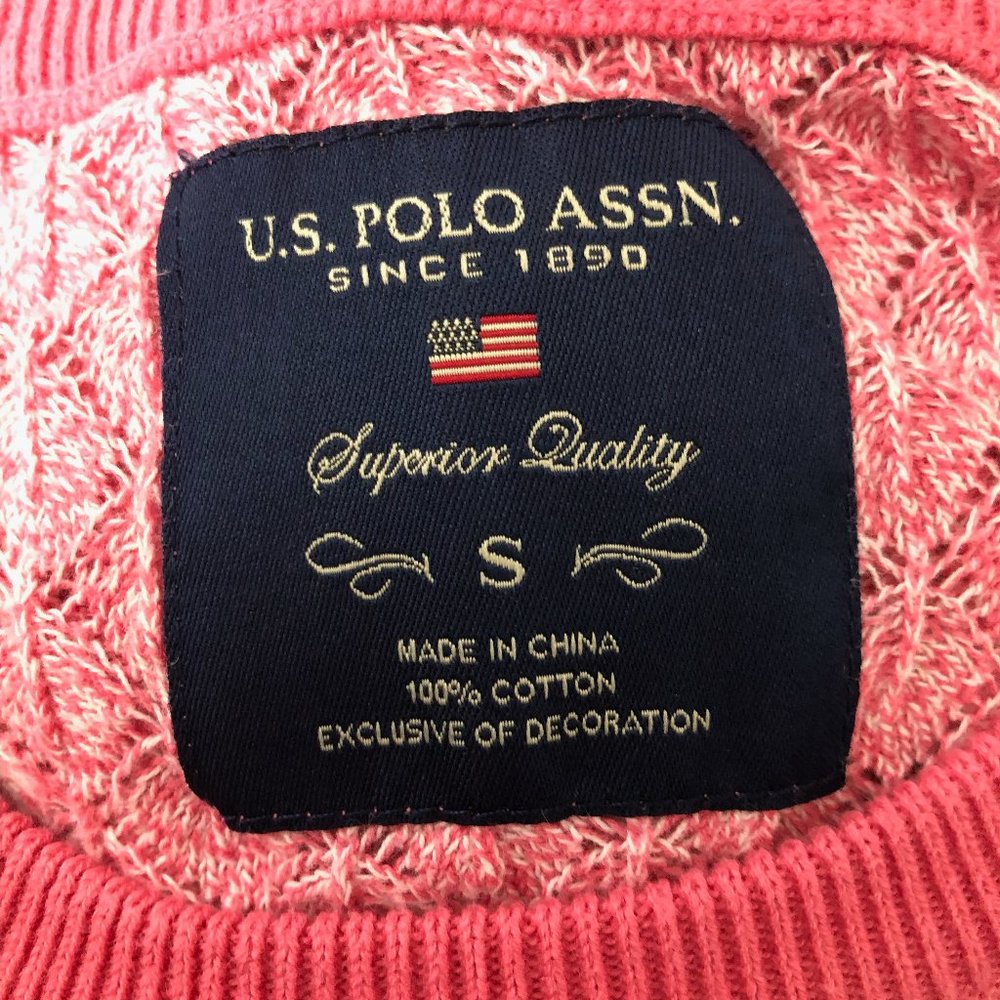 U.S. POLO ASSN.
SINCE 1890
Superior Quality
S
MADE IN CHINA
100% COTTON
EXCLUSIVE OF DECORATION